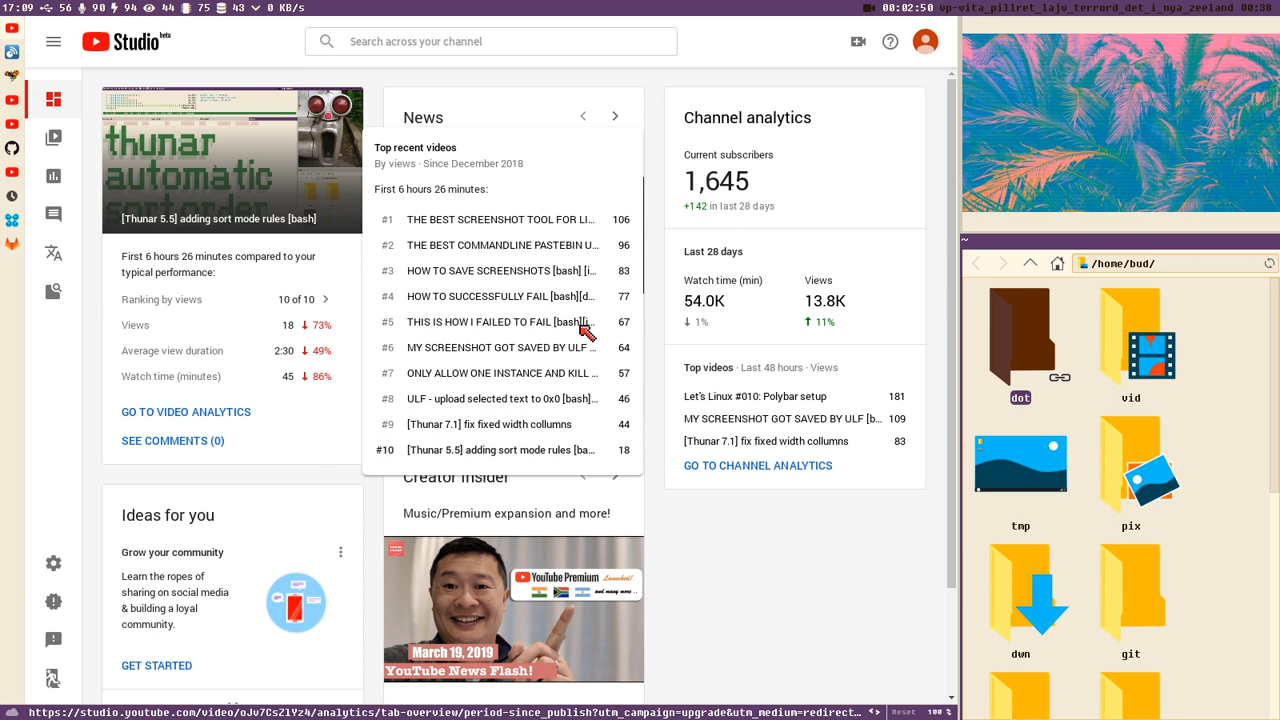 17:09 56 90 94 44 0 KB/s
00:02:50 vp-vita_pillret_lajv_terrord_det_i_nya_zeeland 00:38
Studio beta
Search across your channel
thunar
automatic
sort order
[Thunar 5.5] adding sort mode rules [bash]
First 6 hours 26 minutes compared to your
typical performance:
Ranking by views 10 of 10
Views 18 73%
Average view duration 2:30 49%
Watch time (minutes) 45 86%
GO TO VIDEO ANALYTICS
SEE COMMENTS (0)
Ideas for you
Grow your community
Learn the ropes of
sharing on social media
& building a loyal
community.
GET STARTED
News
Top recent videos
By views · Since December 2018
First 6 hours 26 minutes:
#1 THE BEST SCREENSHOT TOOL FOR LI... 106
#2 THE BEST COMMANDLINE PASTEBIN U... 96
#3 HOW TO SAVE SCREENSHOTS [bash] [i... 83
#4 HOW TO SUCCESSFULLY FAIL [bash][d... 77
#5 THIS IS HOW I FAILED TO FAIL [bash][i... 67
#6 MY SCREENSHOT GOT SAVED BY ULF ... 64
#7 ONLY ALLOW ONE INSTANCE AND KILL ... 57
#8 ULF - upload selected text to 0x0 [bash]... 46
#9 [Thunar 7.1] fix fixed width collumns 44
#10 [Thunar 5.5] adding sort mode rules [ba... 18
Creator Insider
Music/Premium expansion and more!
YouTube Premium Launched!
and many more..
March 19, 2019
YouTube News Flash!
Channel analytics
Current subscribers
1,645
+142 in last 28 days
Last 28 days
Watch time (min) Views
54.0K 13.8K
1% 11%
Top videos · Last 48 hours · Views
Let's Linux #010: Polybar setup 181
MY SCREENSHOT GOT SAVED BY ULF [b... 109
[Thunar 7.1] fix fixed width collumns 83
GO TO CHANNEL ANALYTICS
~
/home/bud/
dot vid
tmp pix
dwn git
https://studio.youtube.com/video/oJv7CsZ1Yz4/analytics/tab-overview/period-since_publish?utm_campaign=upgrade&utm_medium=redirect... <> Reset 100 %